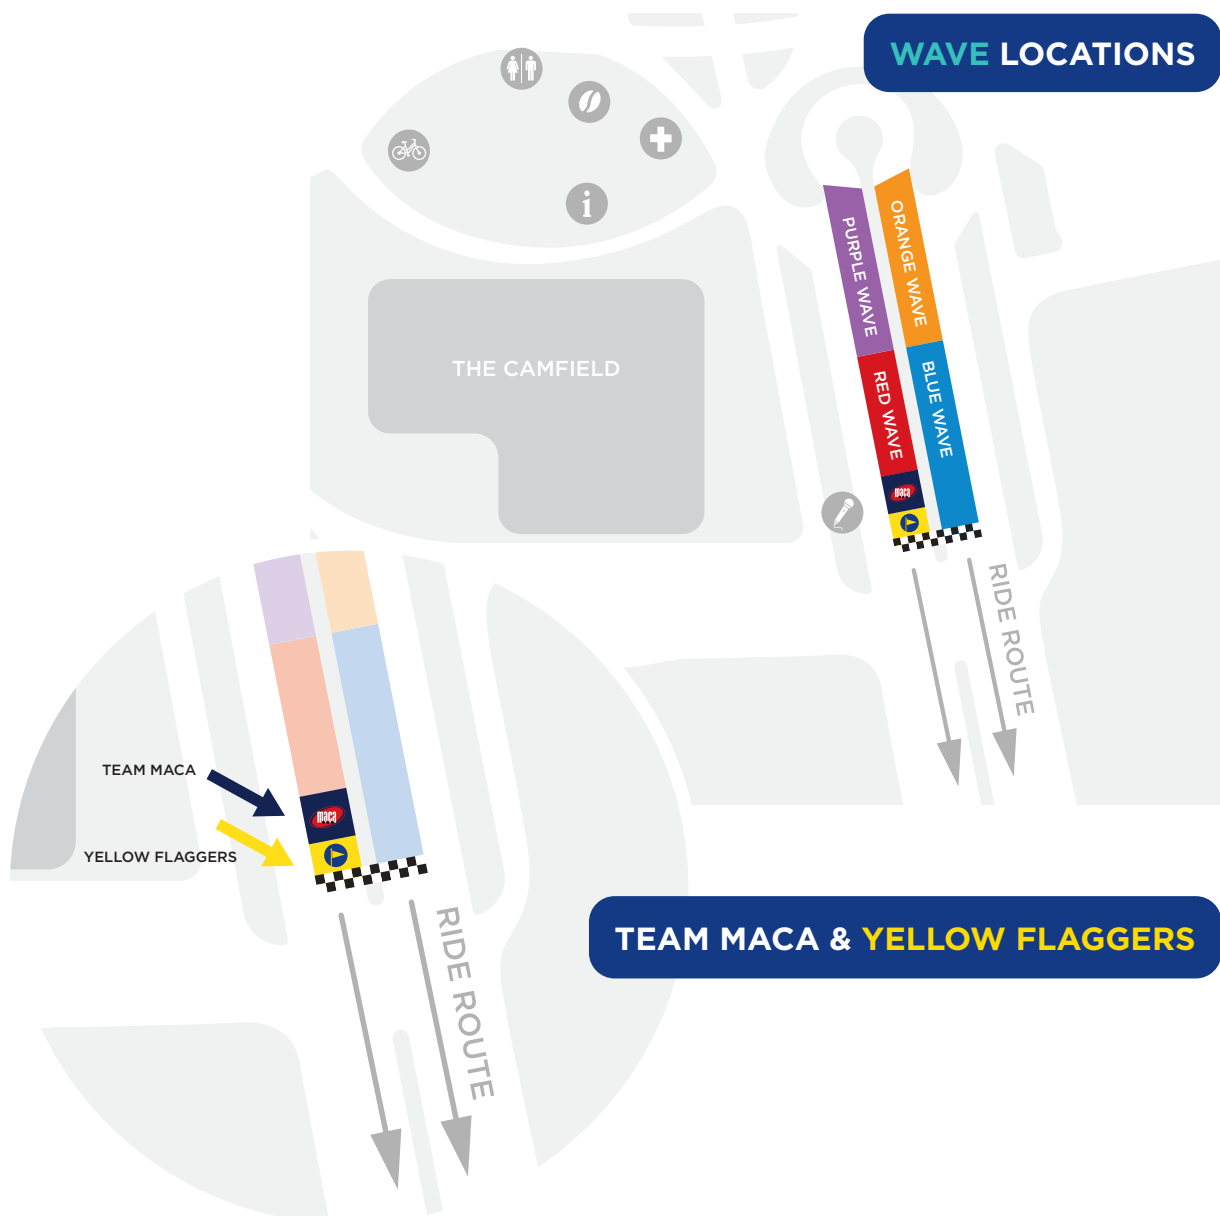 WAVE LOCATIONS
PURPLE WAVE
ORANGE WAVE
THE CAMFIELD
RED WAVE
BLUE WAVE
maca
RIDE ROUTE
TEAM MACA
maca
YELLOW FLAGGERS
RIDE ROUTE
TEAM MACA & YELLOW FLAGGERS